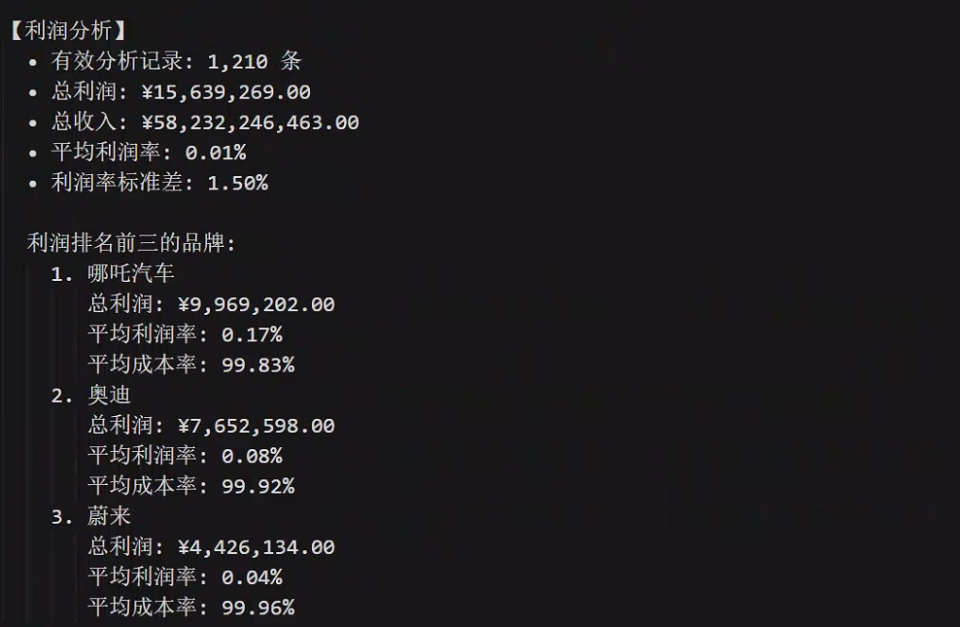 【利润分析】
• 有效分析记录: 1,210 条
• 总利润: ¥15,639,269.00
• 总收入: ¥58,232,246,463.00
• 平均利润率: 0.01%
• 利润率标准差: 1.50%
利润排名前三的品牌:
1. 哪吒汽车
总利润: ¥9,969,202.00
平均利润率: 0.17%
平均成本率: 99.83%
2. 奥迪
总利润: ¥7,652,598.00
平均利润率: 0.08%
平均成本率: 99.92%
3. 蔚来
总利润: ¥4,426,134.00
平均利润率: 0.04%
平均成本率: 99.96%